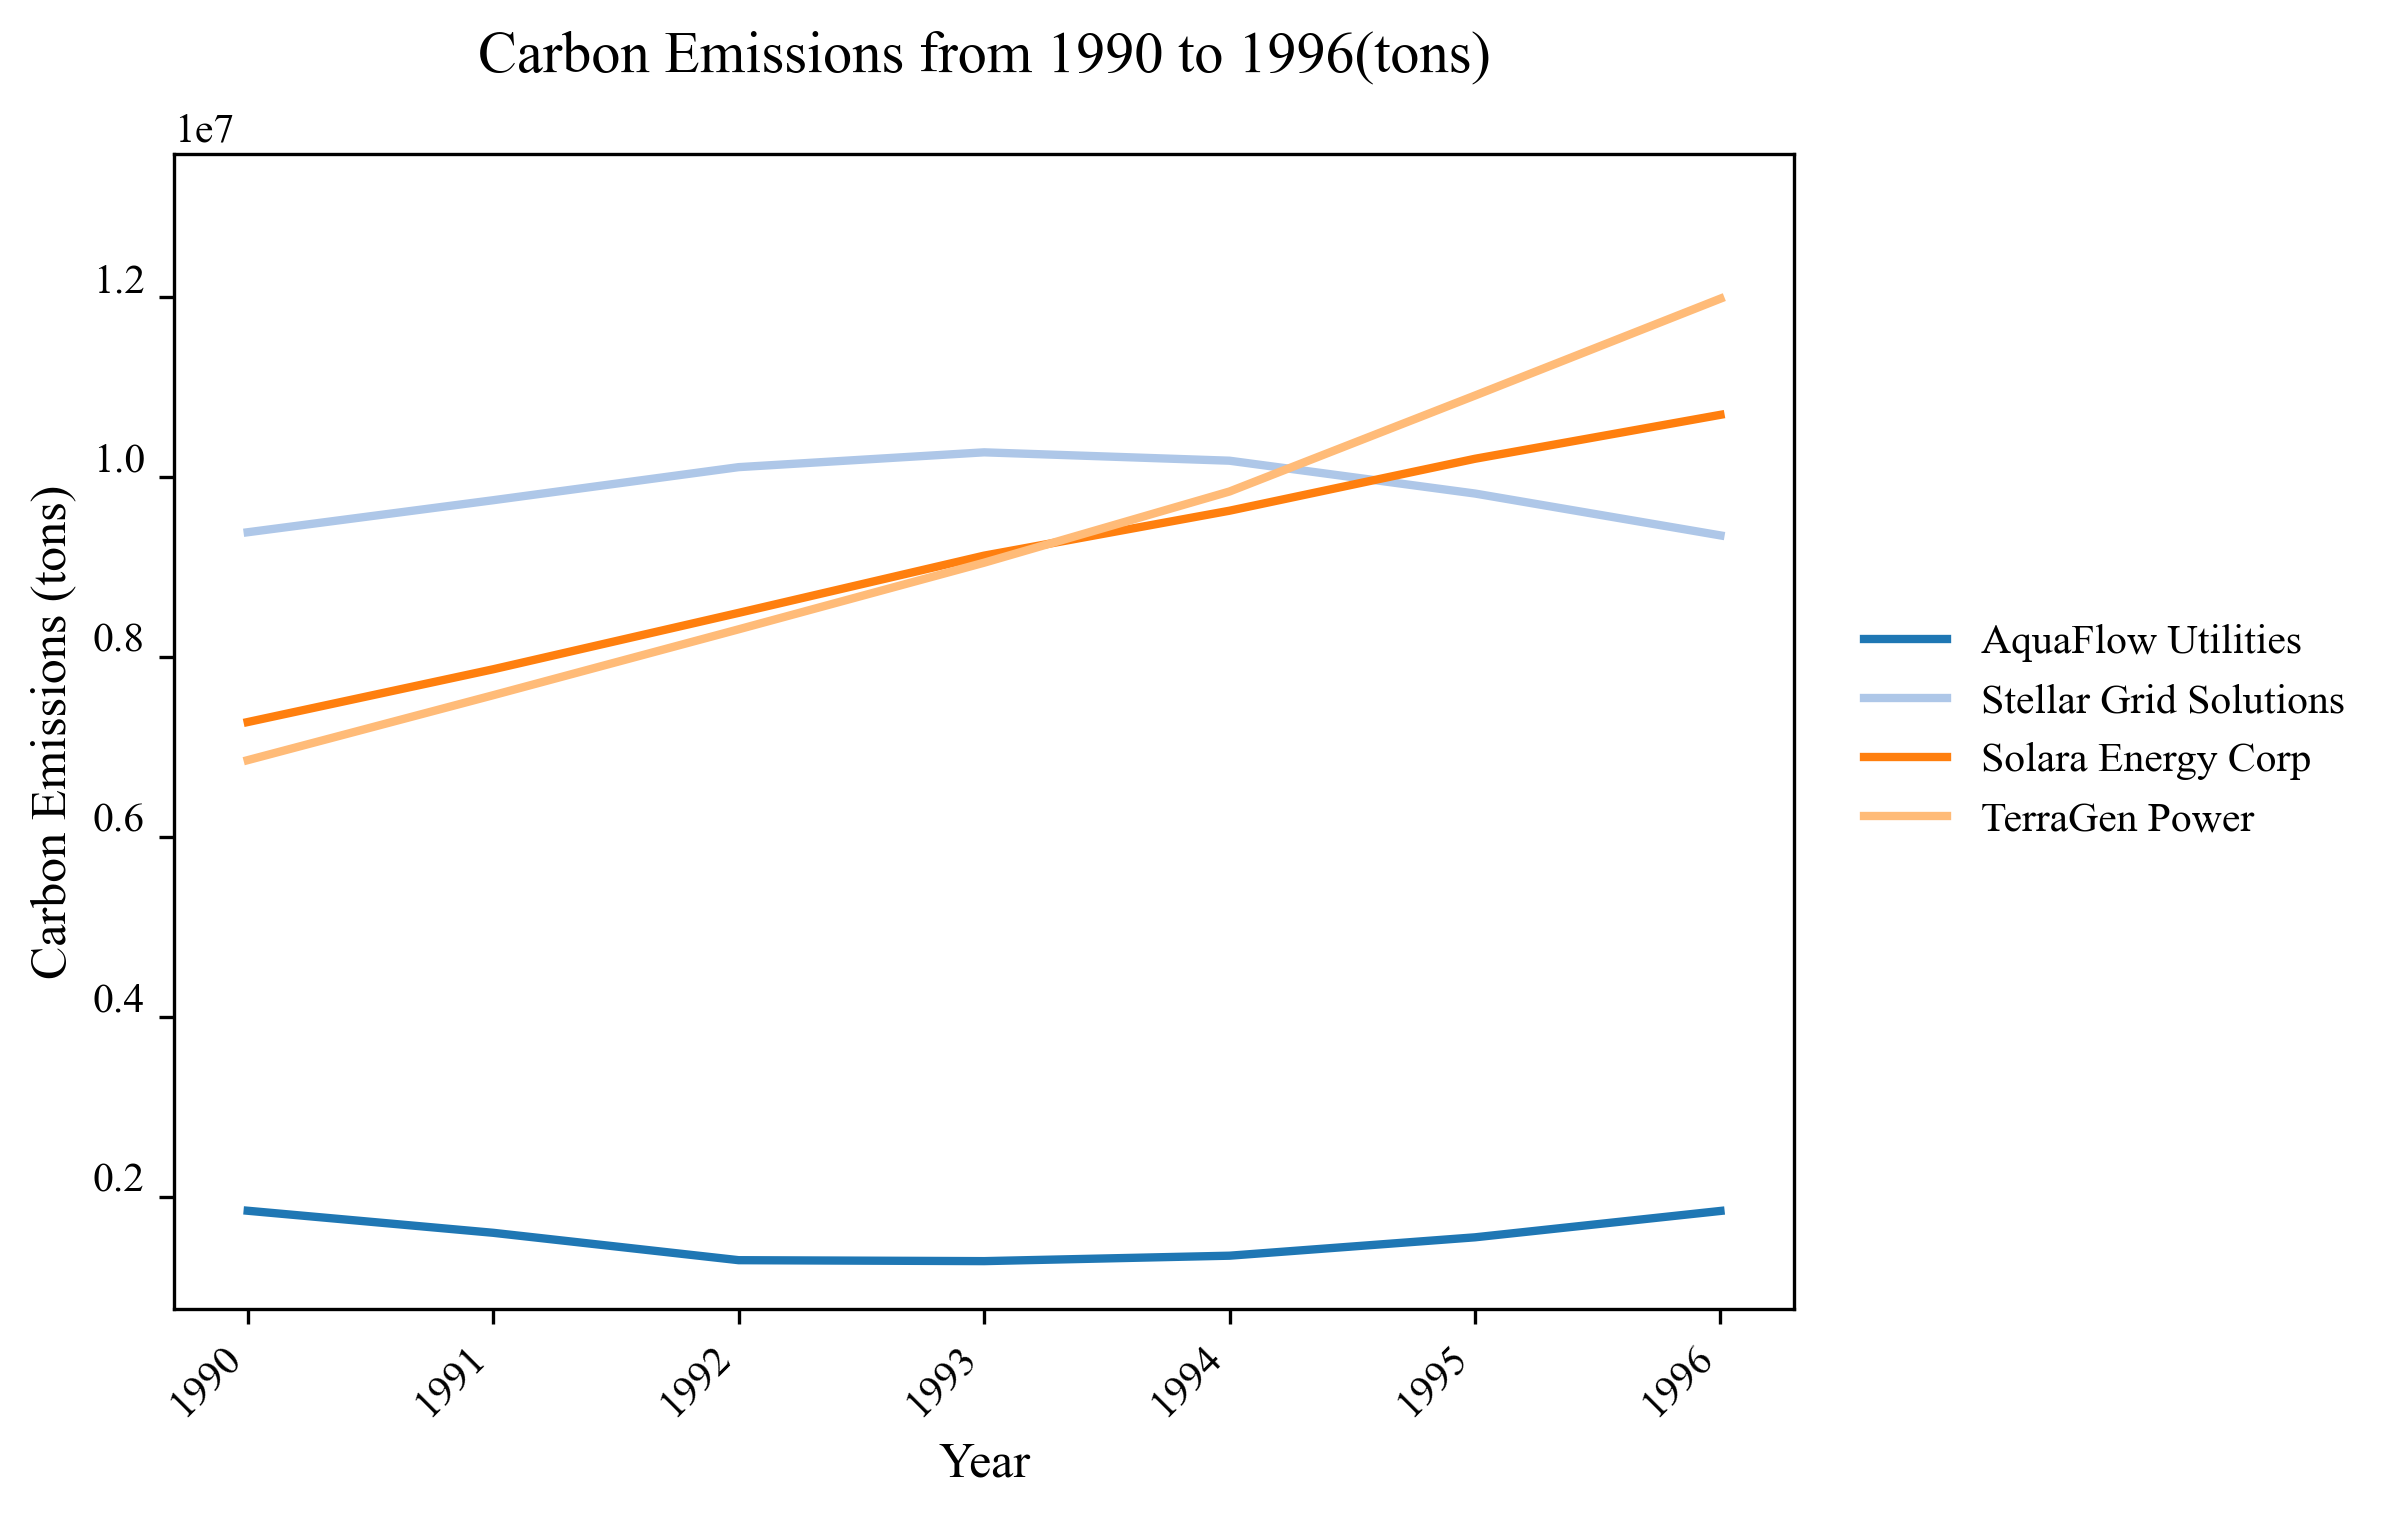 Carbon Emissions from 1990 to 1996(tons)
1e7
1.2
1.0
0.8
0.6
0.4
0.2
Carbon Emissions (tons)
1990
1991
1992
1993
1994
1995
1996
Year
AquaFlow Utilities
Stellar Grid Solutions
Solara Energy Corp
TerraGen Power